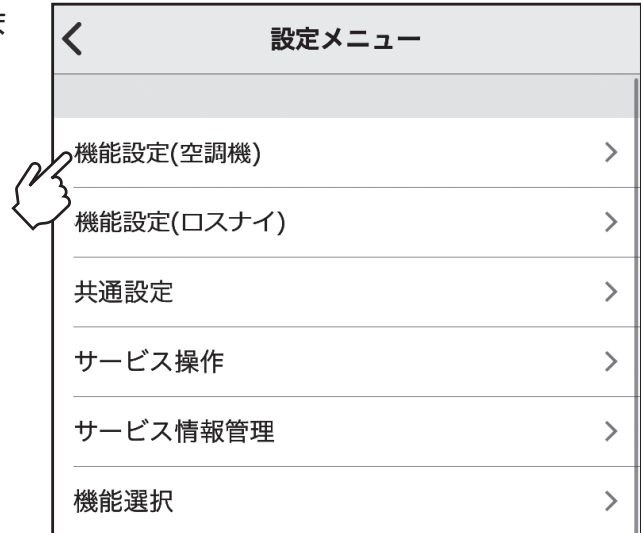 設定メニュー
機能設定(空調機)
機能設定(ロスナイ)
共通設定
サービス操作
サービス情報管理
機能選択